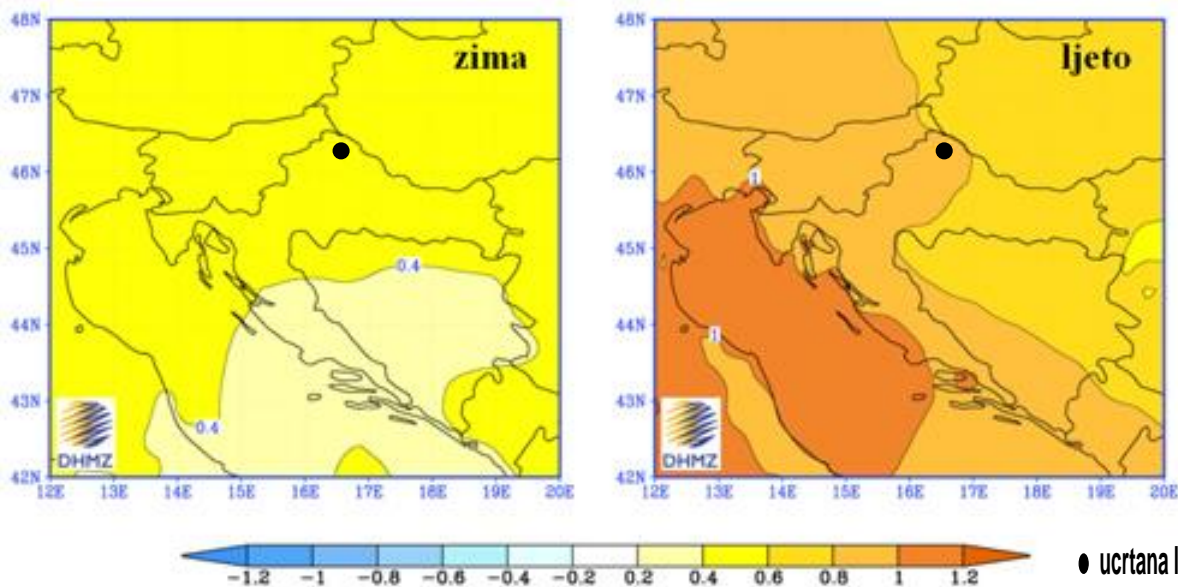 48N
47N
46N
45N
44N
43N
42N
12E 13E 14E 15E 16E 17E 18E 19E 20E
zima
0.4
0.4
DHMZ
48N
47N
46N
45N
44N
43N
42N
12E 13E 14E 15E 16E 17E 19E 20E
ljeto
1
1
DHMZ
-1.2 -1 -0.8 -0.6 -0.4 -0.2 0.2 0.4 0.6 0.8 1 1.2
● ucrtana l